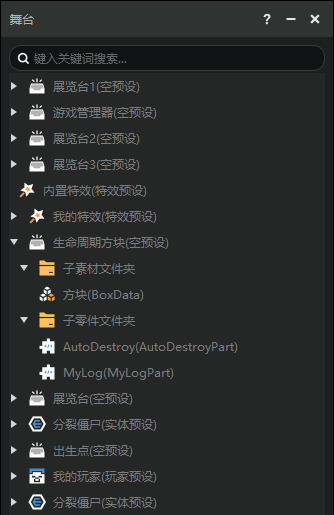 舞台
?
键入关键词搜索...
展览台1(空预设)
游戏管理器(空预设)
展览台2(空预设)
展览台3(空预设)
内置特效(特效预设)
我的特效(特效预设)
生命周期方块(空预设)
子素材文件夹
方块(BoxData)
子零件文件夹
AutoDestroy(AutoDestroyPart)
MyLog(MyLogPart)
展览台(空预设)
分裂僵尸(实体预设)
出生点(空预设)
我的玩家(玩家预设)
分裂僵尸(实体预设)